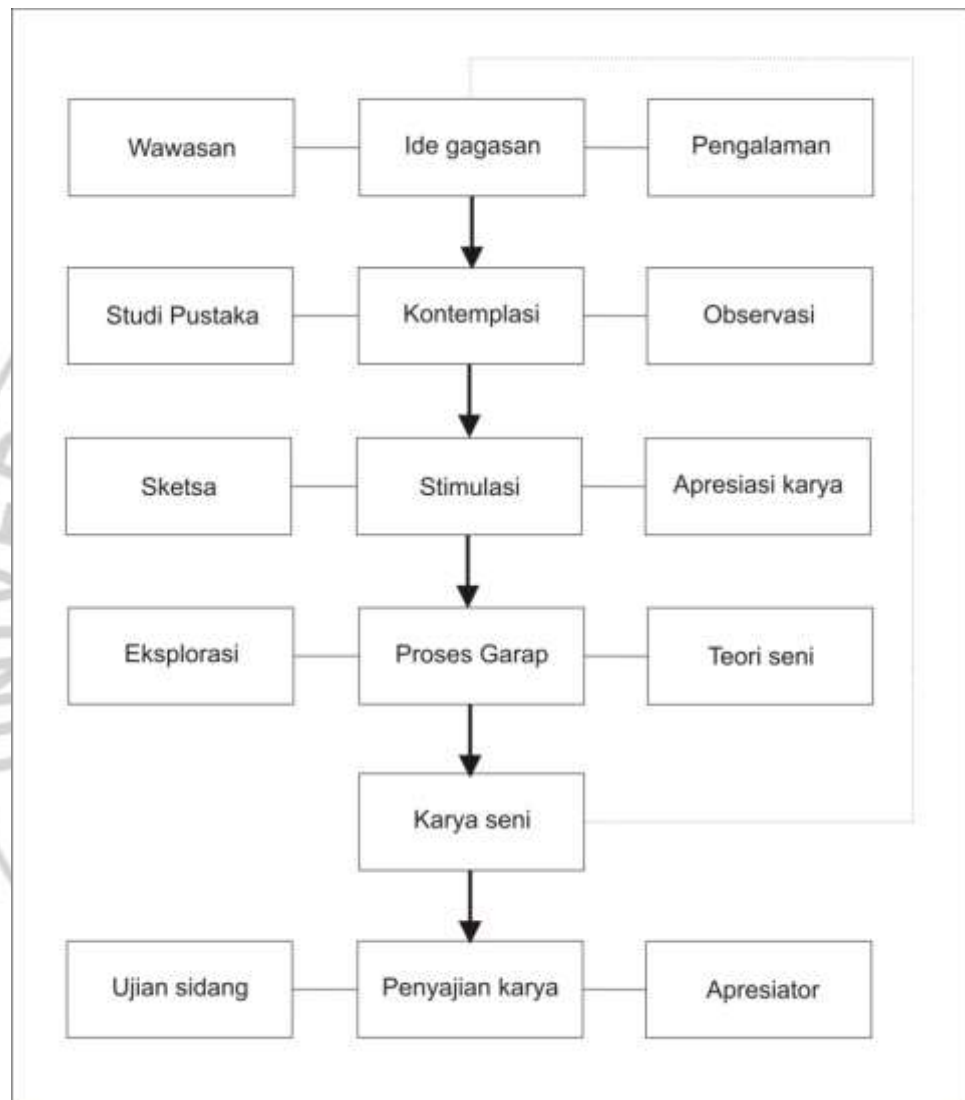 Wawasan
Ide gagasan
Pengalaman
Studi Pustaka
Kontemplasi
Observasi
Sketsa
Stimulasi
Apresiasi karya
Eksplorasi
Proses Garap
Teori seni
Karya seni
Ujian sidang
Penyajian karya
Apresiator